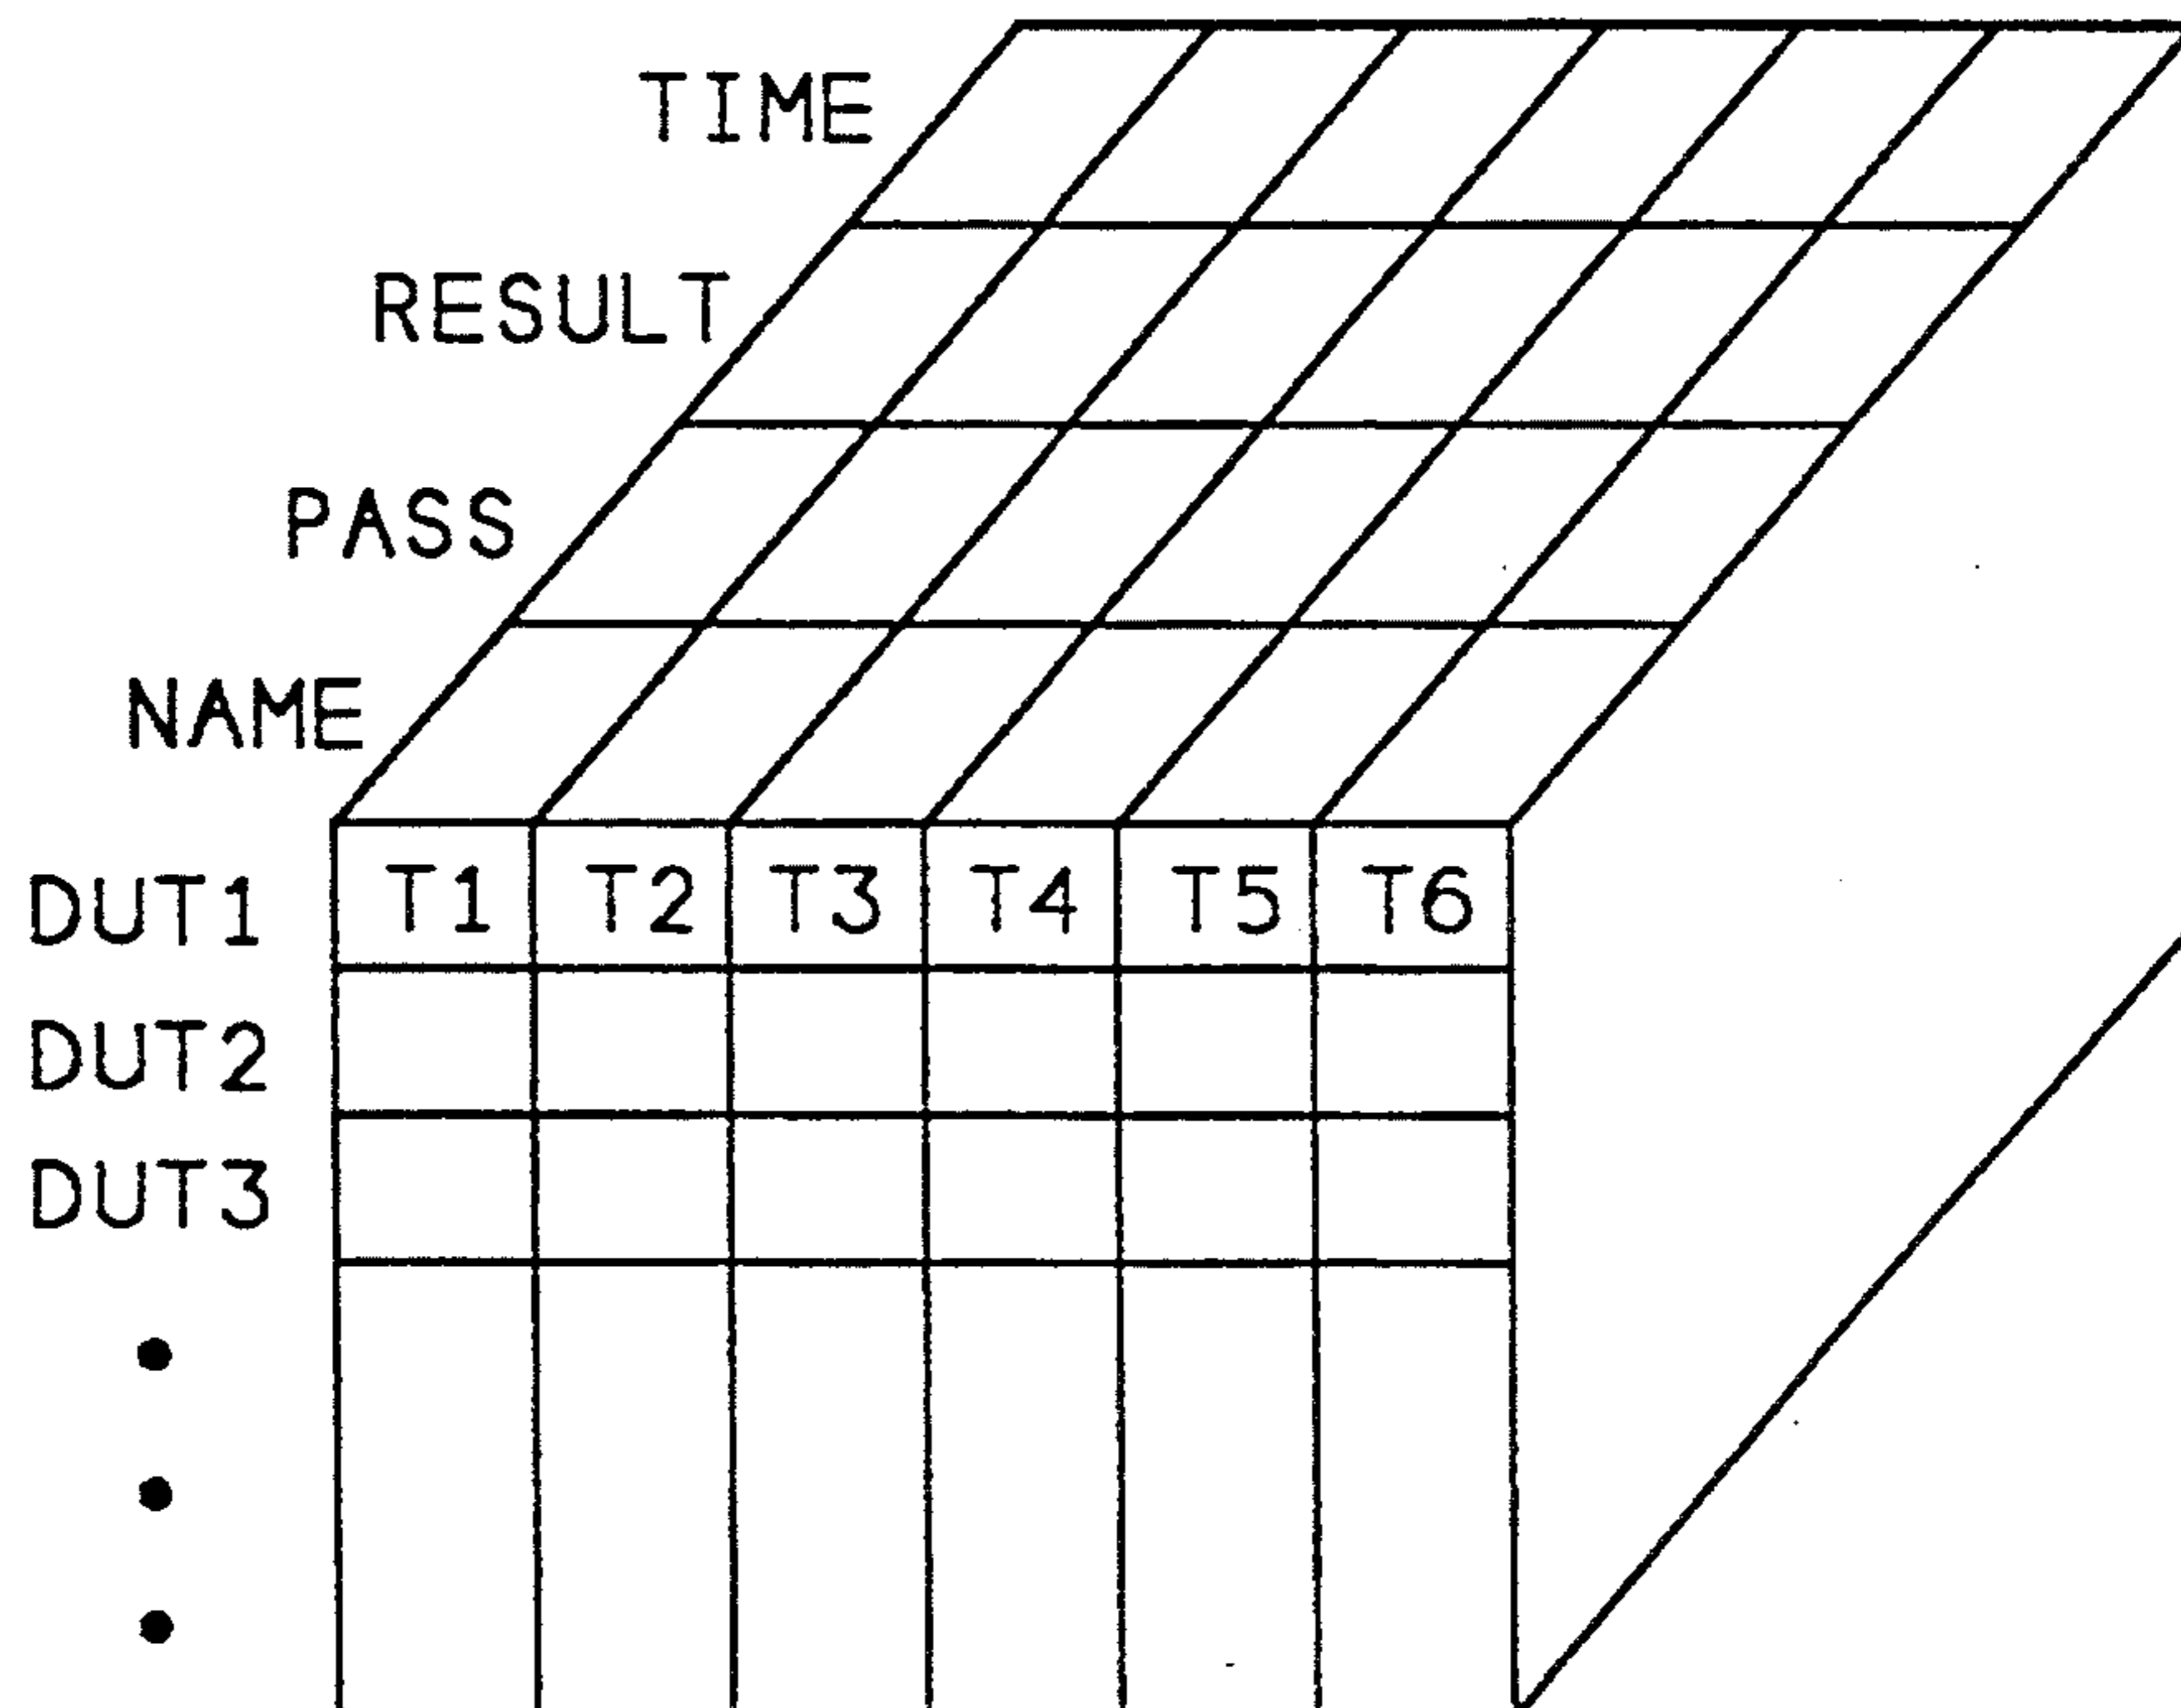 TIME
RESULT
PASS
NAME
DUT1 T1 T2 T3 T4 T5 T6
DUT2
DUT3